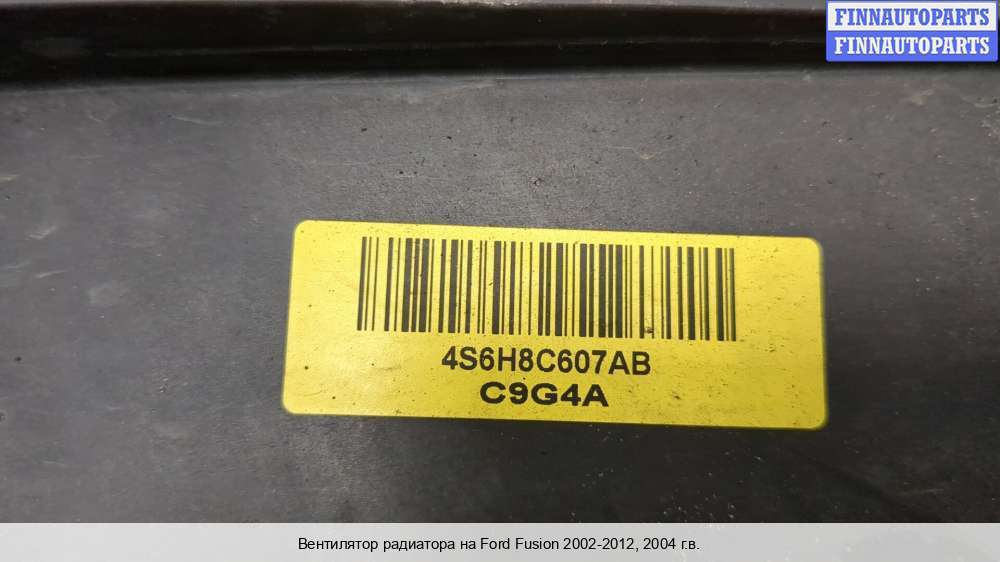 FINNAUTOPARTS
FINNAUTOPARTS
4S6H8C607AB
C9G4A
Вентилятор радиатора на Ford Fusion 2002-2012, 2004 г.в.